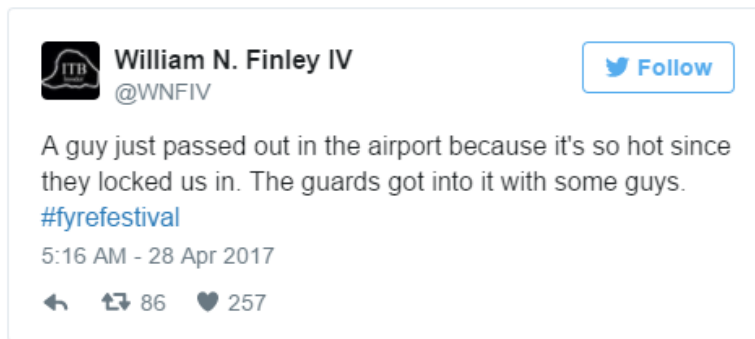 ITB
William N. Finley IV
@WNFIV
Follow
A guy just passed out in the airport because it's so hot since
they locked us in. The guards got into it with some guys.
#fyrefestival
5:16 AM - 28 Apr 2017
86 257